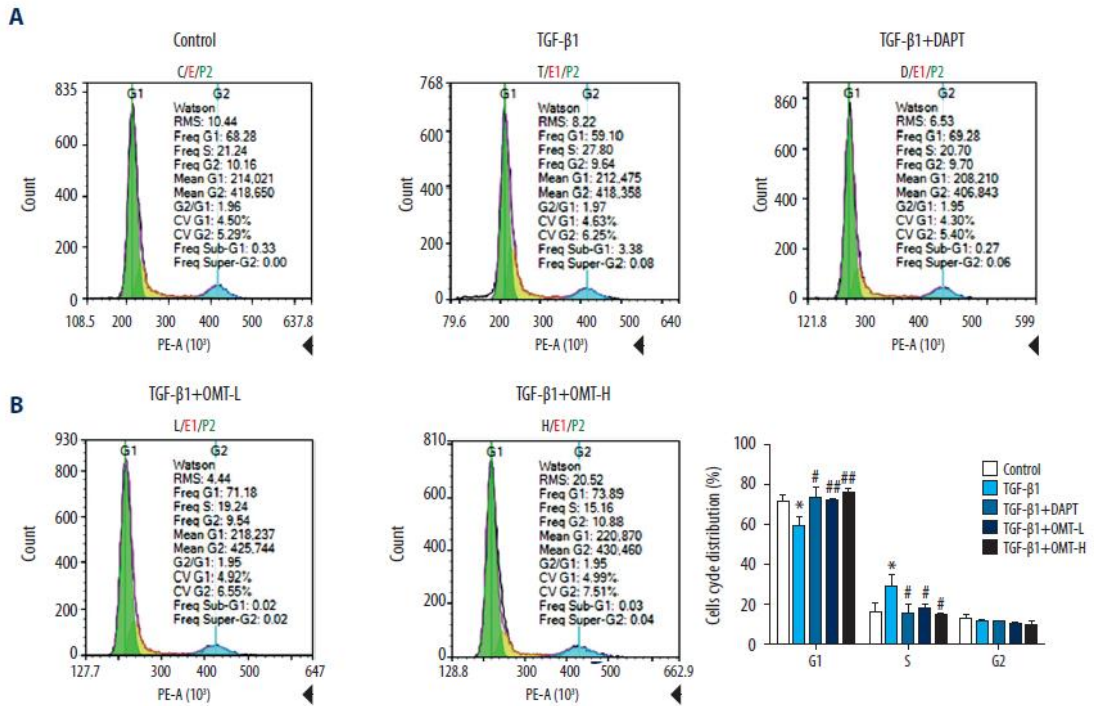 A
Control
C/E/P2
835
600
400
200
0
Count
G1
G2
Watson
RMS: 10.44
Freq G1: 68.28
Freq S: 21.24
Freq G2: 10.16
Mean G1: 214,021
Mean G2: 418,650
G2/G1: 1.96
CV G1: 4.50%
CV G2: 5.29%
Freq Sub-G1: 0.33
Freq Super-G2: 0.00
108.5 200 300 400 500 637.8
PE-A (10³)
TGF-β1
T/E1/P2
768
600
400
200
0
Count
G1
G2
Watson
RMS: 8.22
Freq G1: 59.10
Freq S: 27.80
Freq G2: 9.64
Mean G1: 212,475
Mean G2: 418,358
G2/G1: 1.97
CV G1: 4.63%
CV G2: 6.25%
Freq Sub-G1: 3.38
Freq Super-G2: 0.08
79.6 200 300 400 500 640
PE-A (10³)
TGF-β1+DAPT
D/E1/P2
860
600
400
200
0
Count
G1
G2
Watson
RMS: 6.53
Freq G1: 69.28
Freq S: 20.70
Freq G2: 9.70
Mean G1: 208,210
Mean G2: 406,843
G2/G1: 1.95
CV G1: 4.30%
CV G2: 5.40%
Freq Sub-G1: 0.27
Freq Super-G2: 0.06
121.8 300 400 500 599
PE-A (10³)
B
TGF-β1+OMT-L
L/E1/P2
930
800
600
400
200
0
Count
G1
G2
Watson
RMS: 4.44
Freq G1: 71.18
Freq S: 19.24
Freq G2: 9.54
Mean G1: 218,237
Mean G2: 425,744
G2/G1: 1.95
CV G1: 4.92%
CV G2: 6.55%
Freq Sub-G1: 0.02
Freq Super-G2: 0.02
127.7 300 400 500 647
PE-A (10³)
TGF-β1+OMT-H
H/E1/P2
810
600
400
200
0
Count
G1
G2
Watson
RMS: 20.52
Freq G1: 73.89
Freq S: 15.16
Freq G2: 10.88
Mean G1: 220,870
Mean G2: 430,460
G2/G1: 1.95
CV G1: 4.99%
CV G2: 7.51%
Freq Sub-G1: 0.03
Freq Super-G2: 0.04
128.8 300 400 500 662.9
PE-A (10³)
Cells cyde distribution (%)
100
80
60
40
20
0
* # ## ##
* # # #
G1 S G2
Control
TGF-β1
TGF-β1+DAPT
TGF-β1+OMT-L
TGF-β1+OMT-H